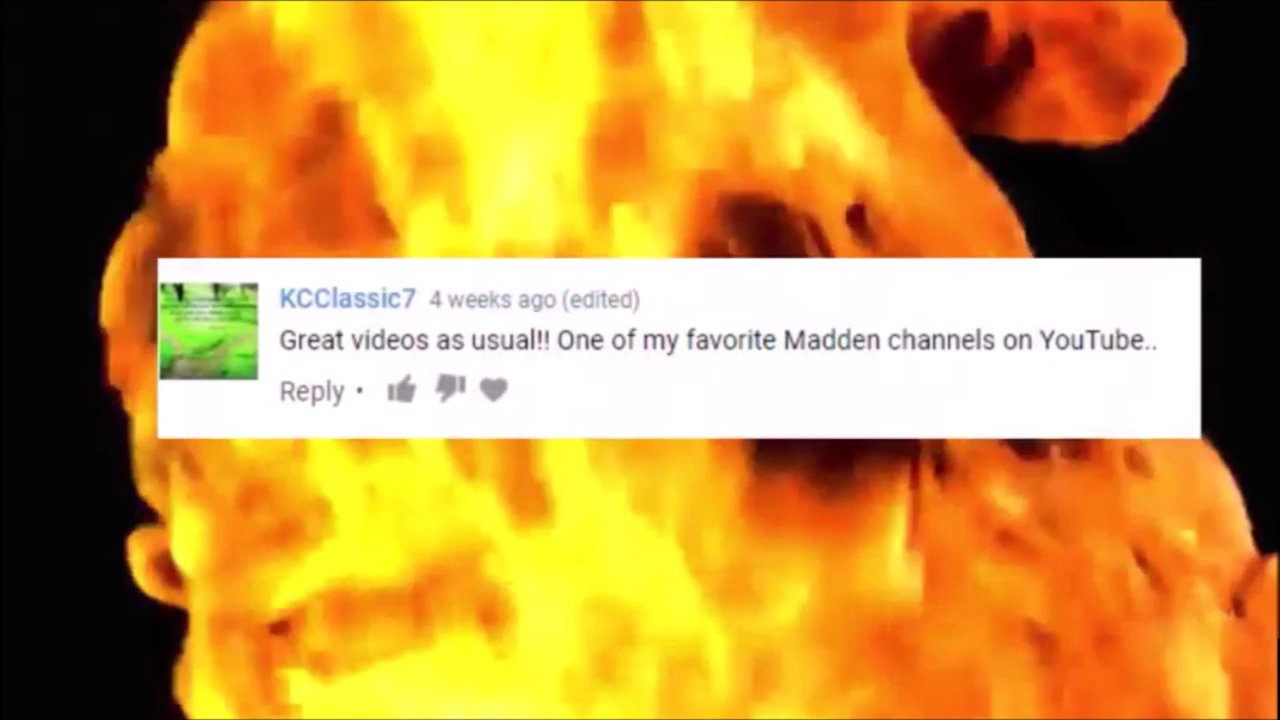 KCClassic7 4 weeks ago (edited)
Great videos as usual!! One of my favorite Madden channels on YouTube..
Reply •